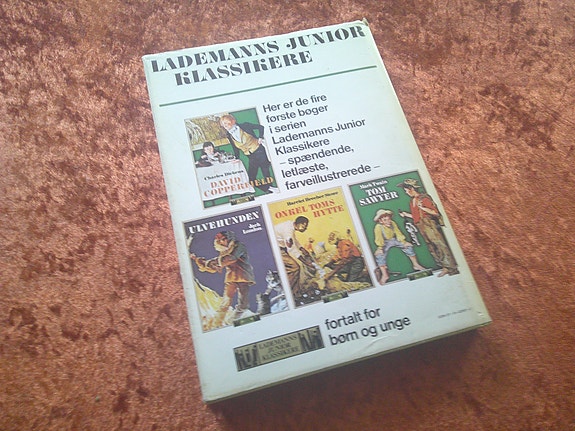 LADEMANNS JUNIOR
KLASSIKERE
Her er de fire
første bøger
i serien
Lademanns Junior
Klassikere
– spændende,
letlæste,
farveillustrerede –
Charles Dickens
DAVID
COPPERFIELD
ULVEHUNDEN
Jack
London
Harriet Beecher Stowe
ONKEL TOMS
HYTTE
Mark Twain
TOM
SAWYER
LADEMANNS
JUNIOR
KLASSIKERE
fortalt for
børn og unge